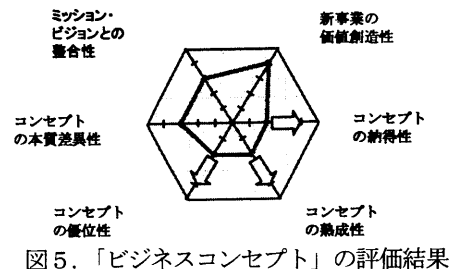 ミッション・
ビジョンとの
整合性
新事業の
価値創造性
コンセプト
の本質差異性
コンセプト
の納得性
コンセプト
の優位性
コンセプト
の熟成性
図5.「ビジネスコンセプト」の評価結果